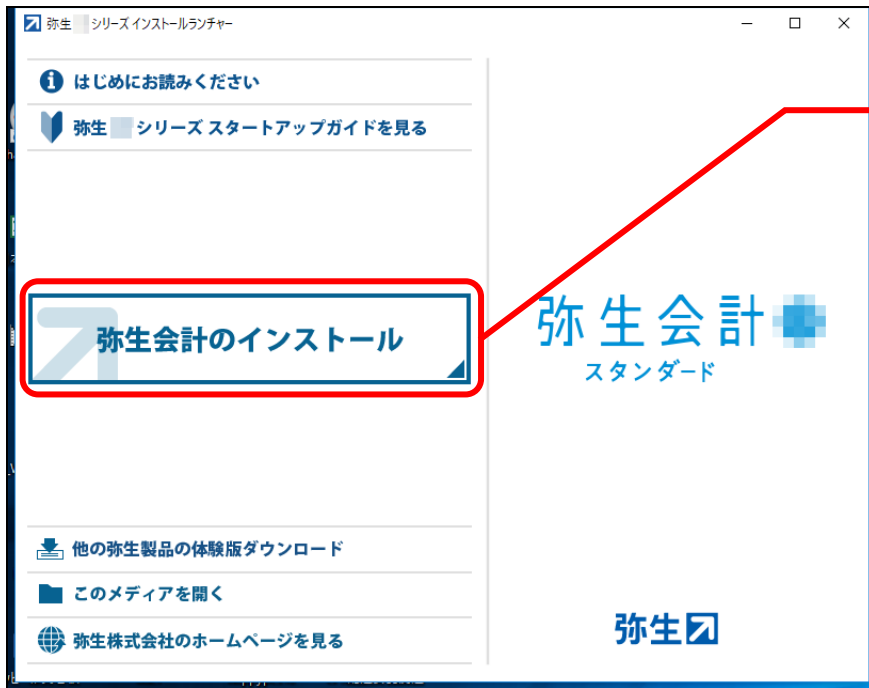 弥生 シリーズ インストールランチャー
はじめにお読みください
弥生 シリーズ スタートアップガイドを見る
弥生会計のインストール
弥生会計
スタンダード
他の弥生製品の体験版ダウンロード
このメディアを開く
弥生株式会社のホームページを見る
弥生